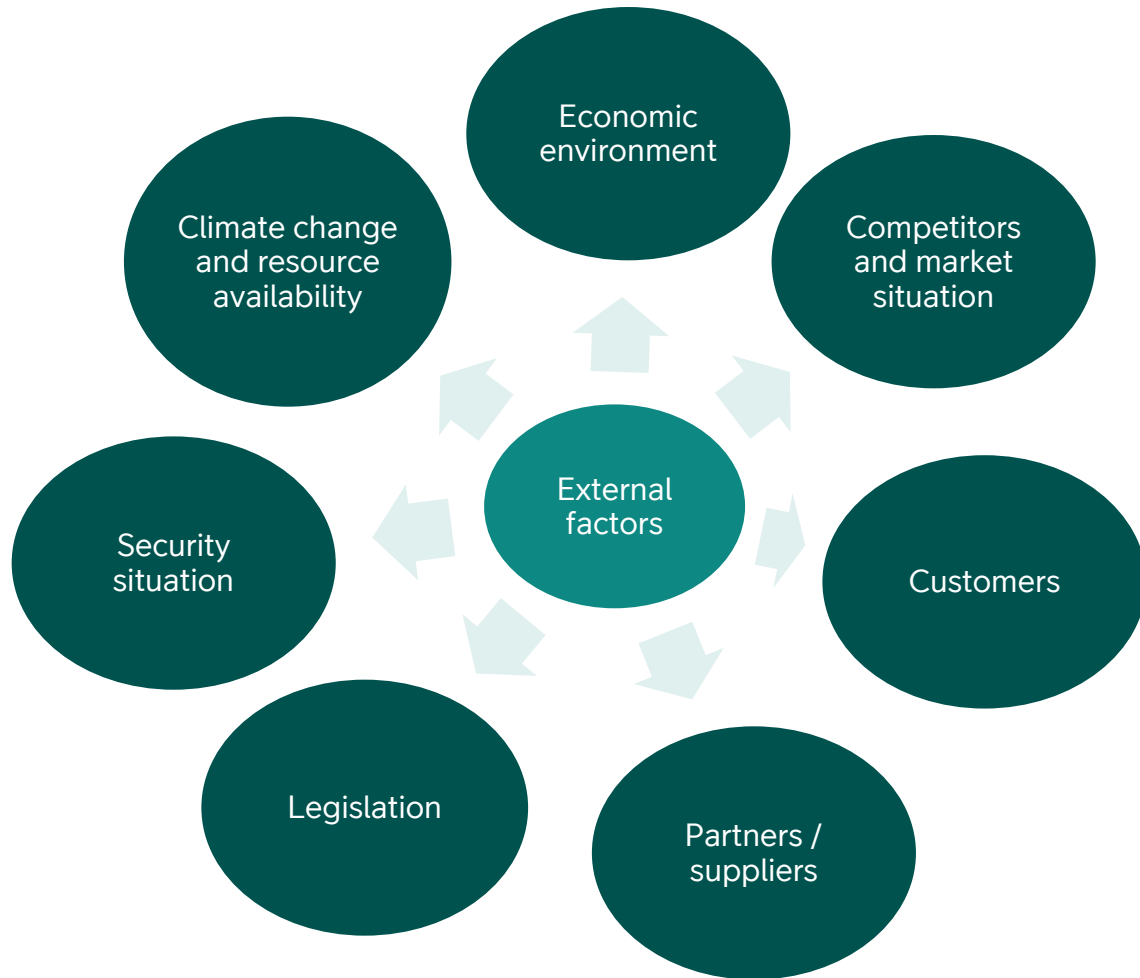 Economic
environment
Competitors
and market
situation
Customers
Partners /
suppliers
Legislation
Security
situation
Climate change
and resource
availability
External
factors